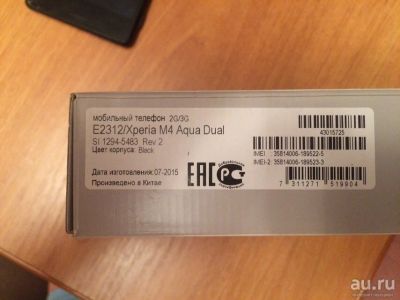 мобильный телефон 2G/3G
E2312/Xperia M4 Aqua Dual
SI 1294-5483 Rev 2
Цвет корпуса: Black
43015725
IMEI 35814006-189522-5
IMEI-2 35814006-189523-3
Дата изготовления: 07-2015
Произведено в Китае
EAC
7 311271 519904
au.ru